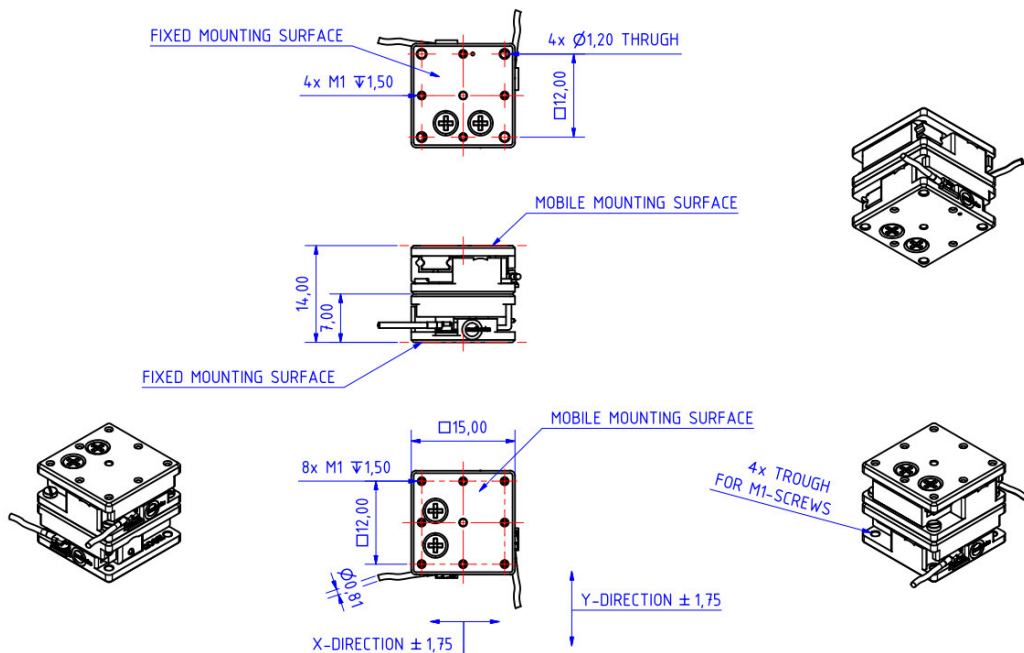 FIXED MOUNTING SURFACE
4x Ø1,20 THRUGH
4x M1 ↧1,50
□12,00
MOBILE MOUNTING SURFACE
14,00
7,00
FIXED MOUNTING SURFACE
□15,00
MOBILE MOUNTING SURFACE
8x M1 ↧1,50
□12,00
4x TROUGH
FOR M1-SCREWS
Ø0,81
Y-DIRECTION ±1,75
X-DIRECTION ±1,75